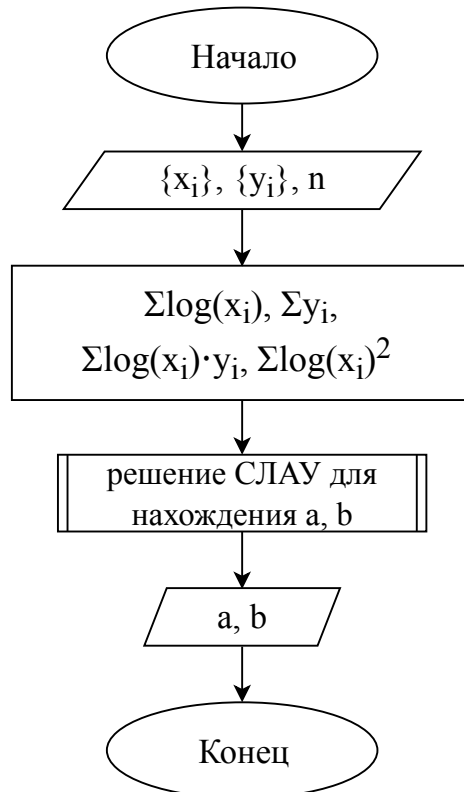 Начало
{xᵢ}, {yᵢ}, n
Σlog(xᵢ), Σyᵢ,
Σlog(xᵢ)·yᵢ, Σlog(xᵢ)²
решение СЛАУ для
нахождения a, b
a, b
Конец